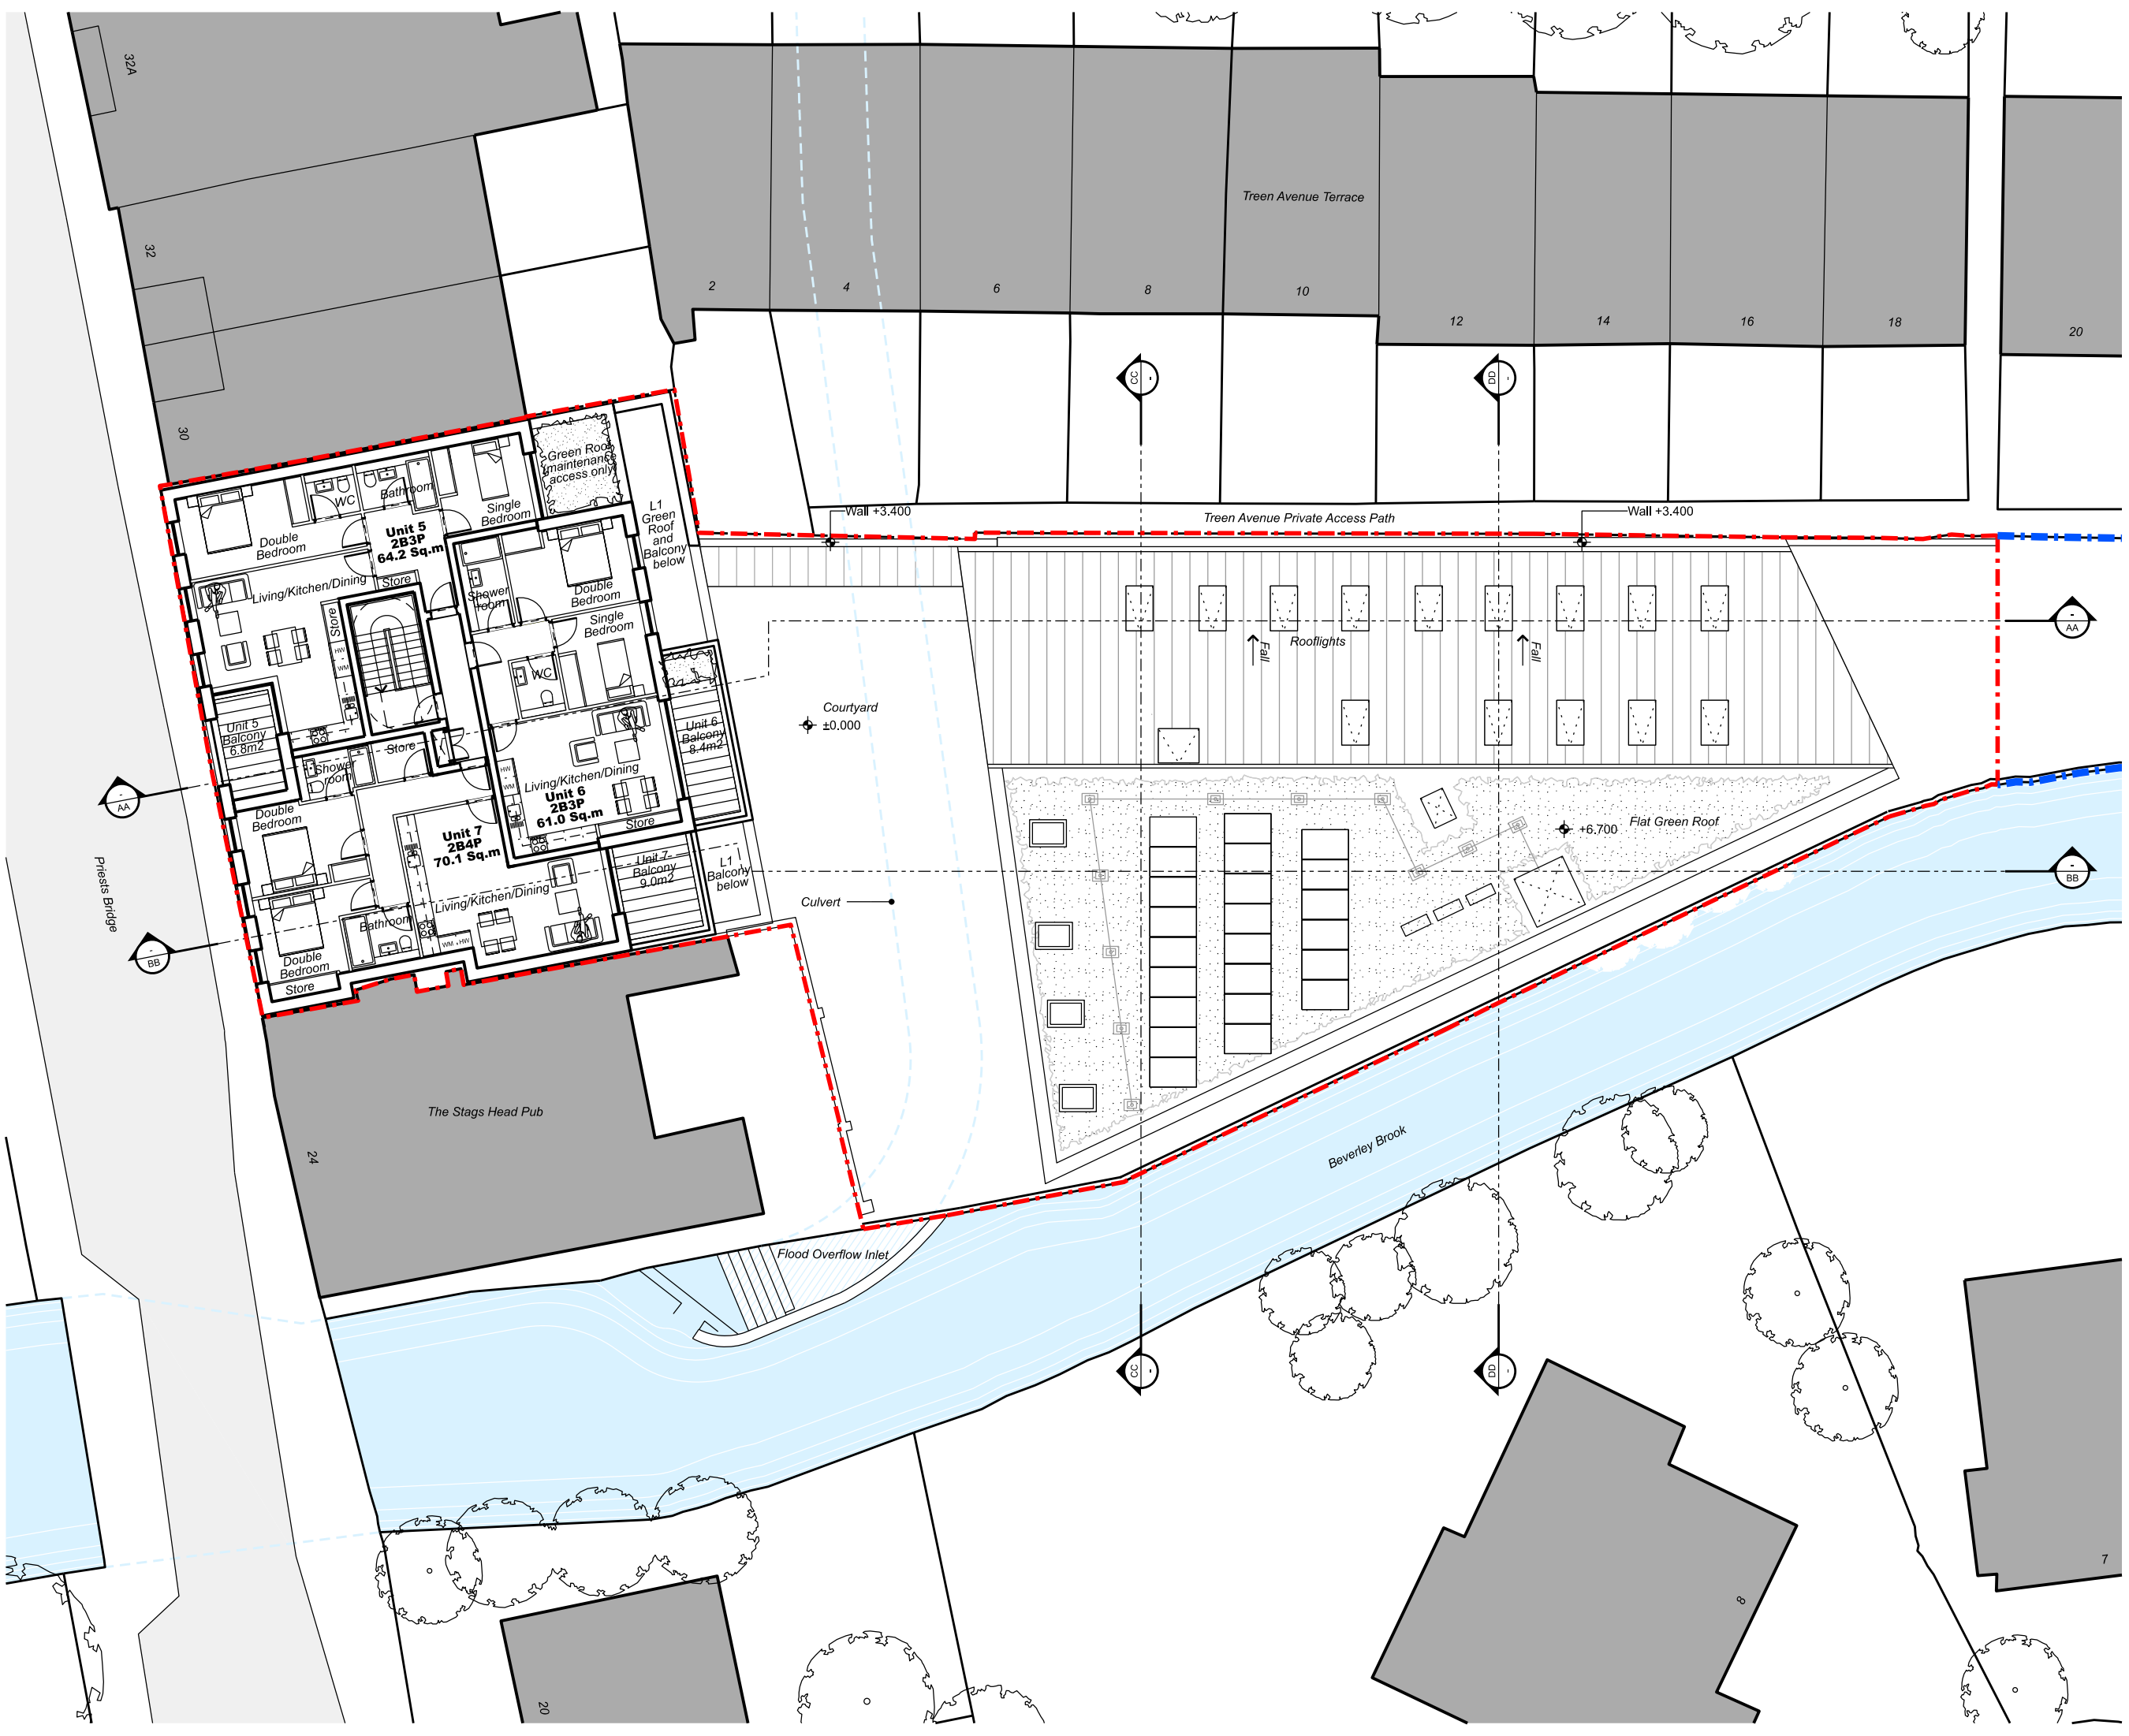 32A
32
30
Treen Avenue Terrace
2
4
6
8
10
12
14
16
18
20
CC
-
DD
-
Green Roof
maintenance
access only
L1
Green
Roof
and
Balcony
below
Wall +3.400
Treen Avenue Private Access Path
Wall +3.400
WC
Bathroom
Single
Bedroom
Double
Bedroom
Unit 5
2B3P
64.2 Sq.m
Store
Living/Kitchen/Dining
Store
HW
WM
Shower
room
Double
Bedroom
Single
Bedroom
WC
Rooflights
Fall
Fall
-
AA
Unit 5
Balcony
6.8m2
Store
Unit 6
Balcony
8.4m2
Courtyard
±0.000
HW
WM
Living/Kitchen/Dining
Unit 6
2B3P
61.0 Sq.m
Store
Shower
room
Double
Bedroom
Unit 7
2B4P
70.1 Sq.m
-
AA
Flat Green Roof
+6.700
-
BB
Unit 7
Balcony
9.0m2
L1
Balcony
below
Culvert
Living/Kitchen/Dining
Bathroom
WM +HW
Double
Bedroom
Store
-
BB
Priests Bridge
The Stags Head Pub
24
Beverley Brook
Flood Overflow Inlet
CC
-
DD
-
20
8
7